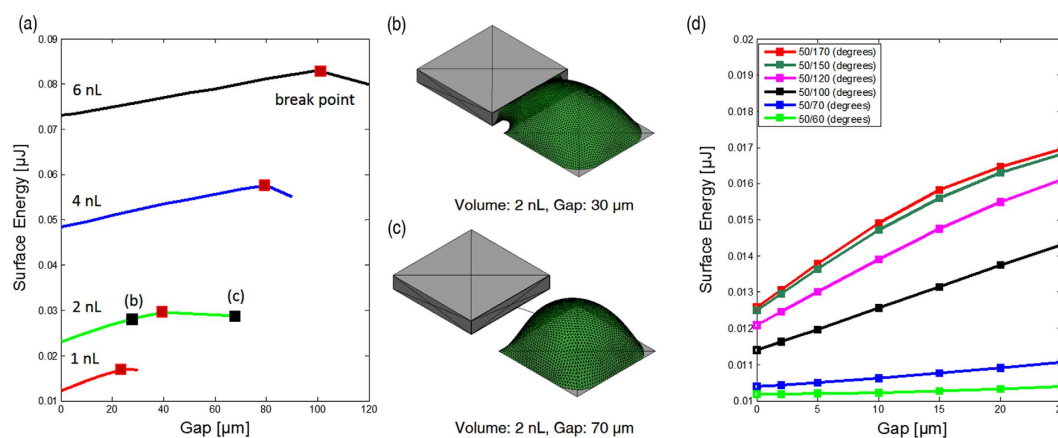 (a)
0.09
0.08
0.07
0.06
0.05
0.04
0.03
0.02
0.01
Surface Energy [µJ]
6 nL
break point
4 nL
2 nL
(b)
(c)
1 nL
0 20 40 60 80 100 120
Gap [µm]
(b)
Volume: 2 nL, Gap: 30 µm
(c)
Volume: 2 nL, Gap: 70 µm
(d)
0.02
0.019
0.018
0.017
0.016
0.015
0.014
0.013
0.012
0.011
0.01
Surface Energy [µJ]
50/170 (degrees)
50/150 (degrees)
50/120 (degrees)
50/100 (degrees)
50/70 (degrees)
50/60 (degrees)
0 5 10 15 20
Gap [µm]